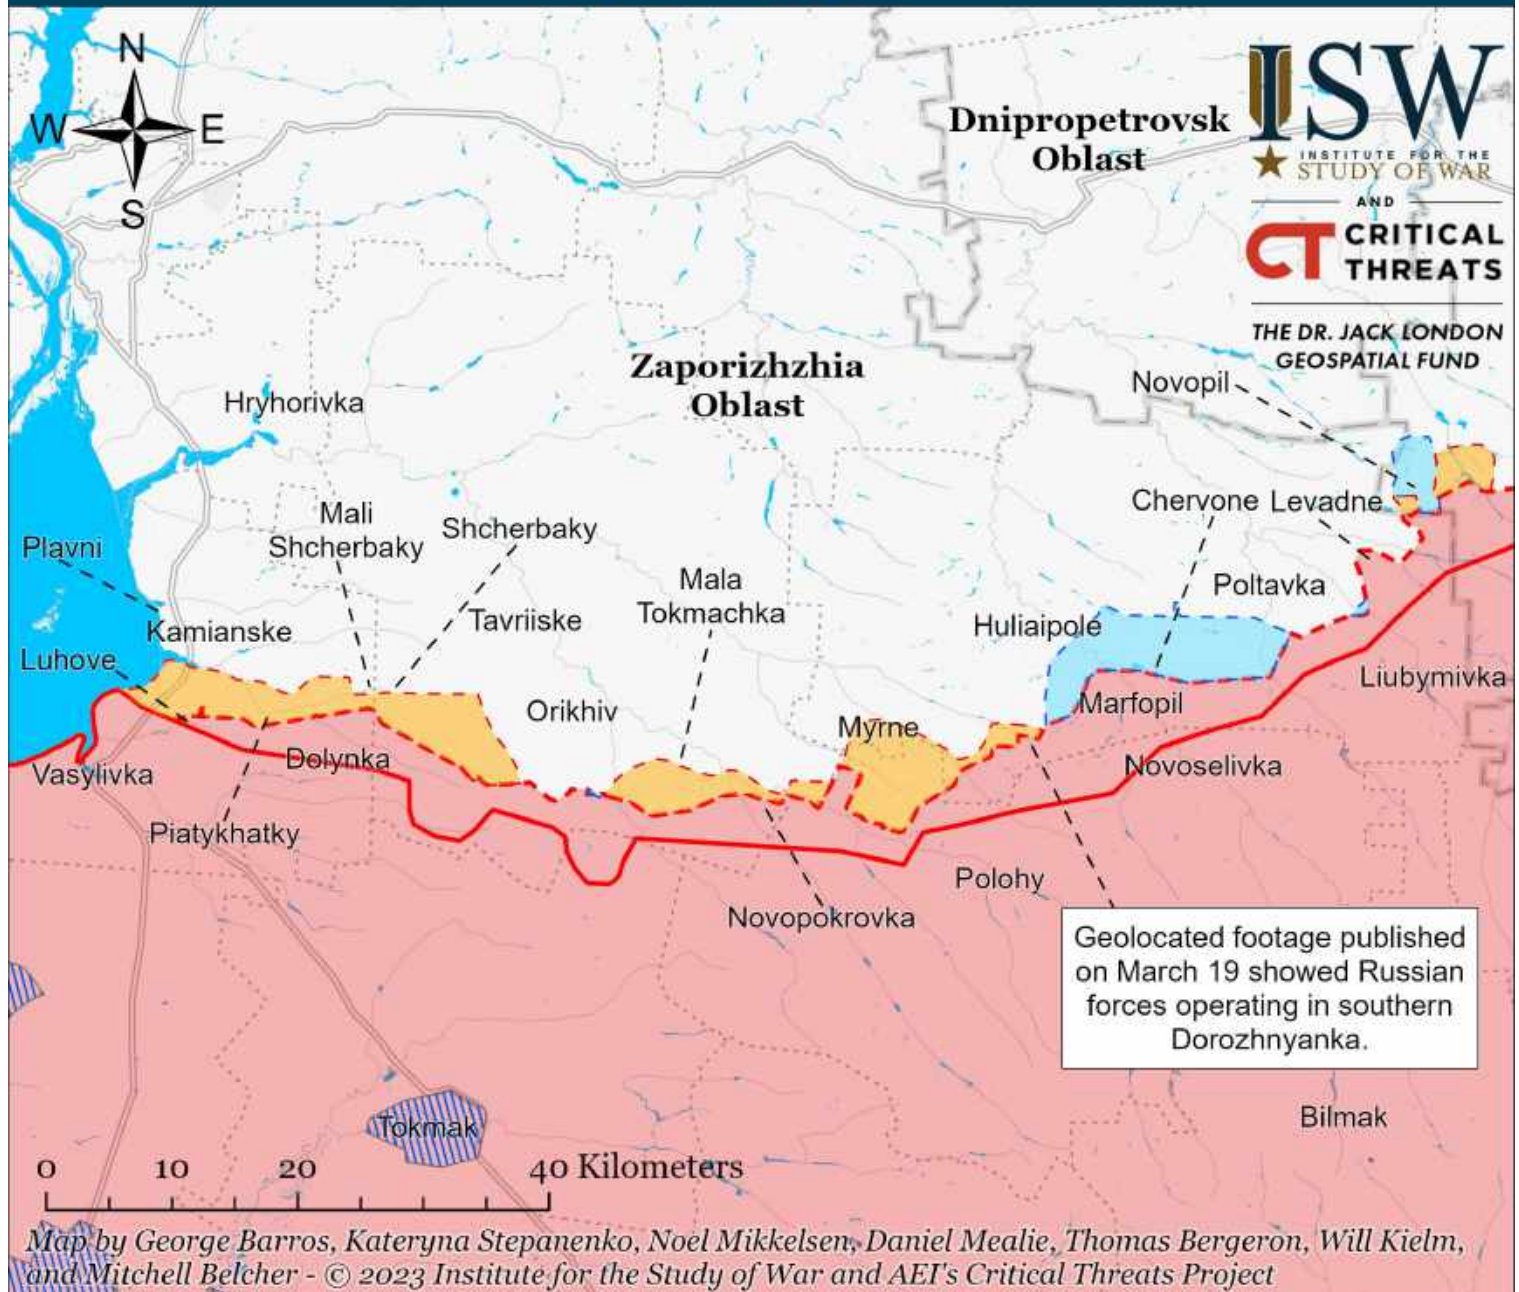 N
W
E
S
Dnipropetrovsk
Oblast
ISW
INSTITUTE FOR THE
STUDY OF WAR
AND
CT CRITICAL
THREATS
THE DR. JACK LONDON
GEOSPATIAL FUND
Zaporizhzhia
Oblast
Novopil
Hryhorivka
Chervone
Levadne
Mali
Shcherbaky
Shcherbaky
Plavni
Mala
Tokmachka
Poltavka
Tavriiske
Huliaipole
Kamianske
Luhove
Liubymivka
Marfopil
Orikhiv
Myrne
Dolynka
Novoselivka
Vasylivka
Piatykhatky
Polohy
Novopokrovka
Geolocated footage published
on March 19 showed Russian
forces operating in southern
Dorozhnyanka.
Bilmak
Tokmak
0 10 20 40 Kilometers
Map by George Barros, Kateryna Stepanenko, Noel Mikkelsen, Daniel Mealie, Thomas Bergeron, Will Kielm,
and Mitchell Belcher - © 2023 Institute for the Study of War and AEI's Critical Threats Project